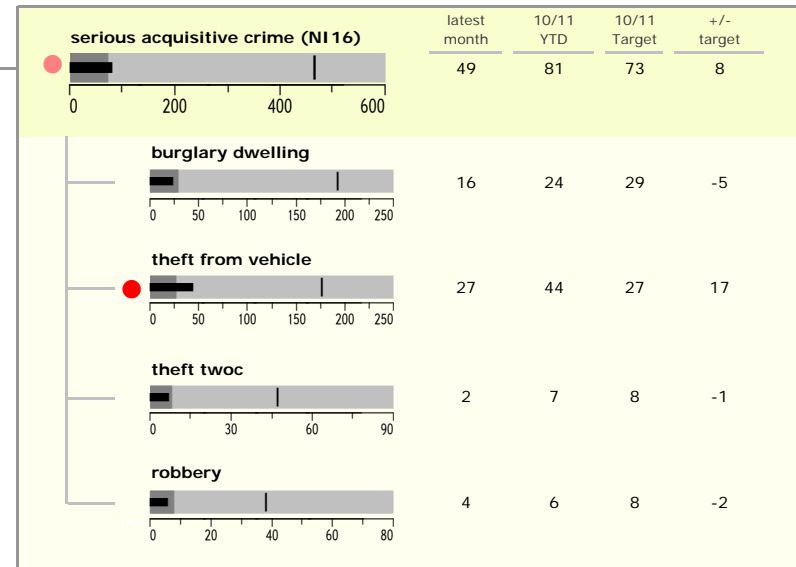 latest 10/11 10/11 +/-
serious acquisitive crime (NI16) month YTD Target target
49 81 73 8
0 200 400 600
burglary dwelling
16 24 29 -5
0 50 100 150 200 250
theft from vehicle
27 44 27 17
0 50 100 150 200 250
theft twoc
2 7 8 -1
0 30 60 90
robbery
4 6 8 -2
0 20 40 60 80